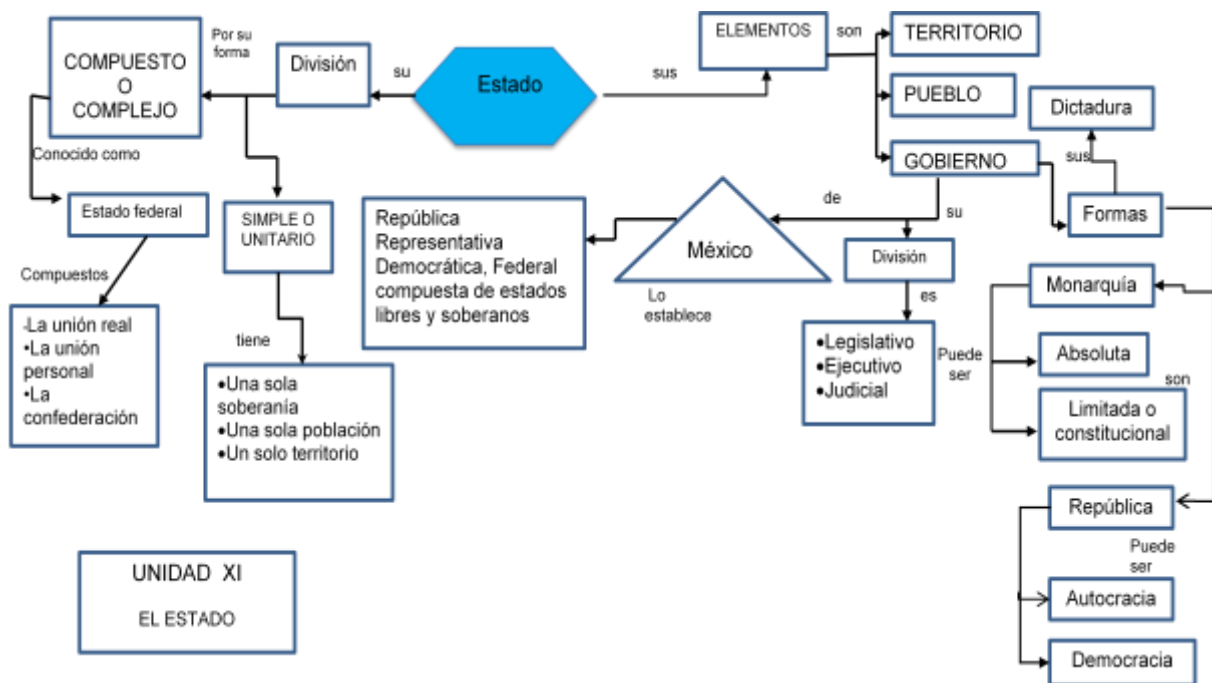 COMPUESTO
O
COMPLEJO
Por su
forma
División
su
Estado
sus
ELEMENTOS
son
TERRITORIO
PUEBLO
GOBIERNO
Dictadura
sus
Formas
Conocido como
Estado federal
Compuestos
-La unión real
•La unión
personal
•La
confederación
SIMPLE O
UNITARIO
tiene
•Una sola
soberanía
•Una sola población
•Un solo territorio
República
Representativa
Democrática, Federal
compuesta de estados
libres y soberanos
México
Lo
establece
de
su
División
es
•Legislativo
•Ejecutivo
•Judicial
Monarquía
Puede
ser
Absoluta
son
Limitada o
constitucional
República
Puede
ser
Autocracia
Democracia
UNIDAD XI
EL ESTADO